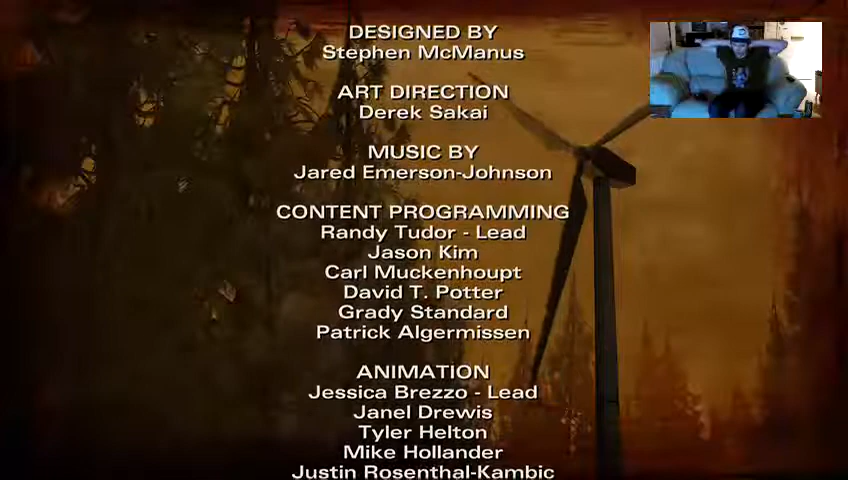 DESIGNED BY
Stephen McManus
ART DIRECTION
Derek Sakai
MUSIC BY
Jared Emerson-Johnson
CONTENT PROGRAMMING
Randy Tudor - Lead
Jason Kim
Carl Muckenhoupt
David T. Potter
Grady Standard
Patrick Algermissen
ANIMATION
Jessica Brezzo - Lead
Janel Drewis
Tyler Helton
Mike Hollander
Justin Rosenthal-Kambic